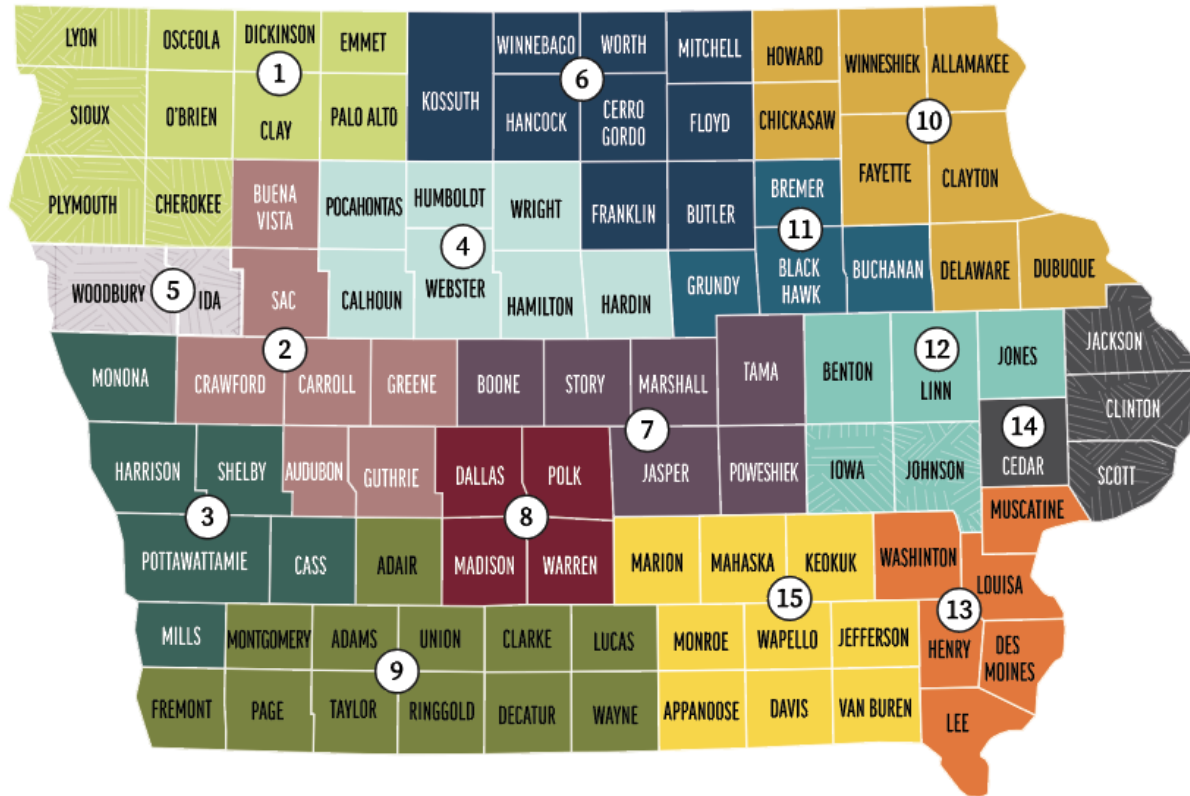 LYON
OSCEOLA
DICKINSON
EMMET
1
SIOUX
O'BRIEN
CLAY
PALO ALTO
PLYMOUTH
CHEROKEE
KOSSUTH
WINNEBAGO
WORTH
MITCHELL
6
HANCOCK
CERRO
GORDO
FLOYD
FRANKLIN
BUTLER
HOWARD
WINNESHIEK
ALLAMAKEE
CHICKASAW
10
FAYETTE
CLAYTON
DELAWARE
DUBUQUE
BUENA
VISTA
SAC
2
CRAWFORD
CARROLL
GREENE
AUDUBON
GUTHRIE
POCAHONTAS
HUMBOLDT
WRIGHT
4
CALHOUN
WEBSTER
HAMILTON
HARDIN
BREMER
11
BLACK
HAWK
BUCHANAN
GRUNDY
WOODBURY
5
IDA
MONONA
HARRISON
SHELBY
3
POTTAWATTAMIE
CASS
MILLS
BOONE
STORY
MARSHALL
TAMA
7
JASPER
POWESHIEK
BENTON
12
LINN
JONES
IOWA
JOHNSON
JACKSON
CLINTON
14
CEDAR
SCOTT
DALLAS
POLK
8
MADISON
WARREN
ADAIR
MONTGOMERY
ADAMS
UNION
CLARKE
LUCAS
9
FREMONT
PAGE
TAYLOR
RINGGOLD
DECATUR
WAYNE
MARION
MAHASKA
KEOKUK
15
MONROE
WAPELLO
JEFFERSON
APPANOOSE
DAVIS
VAN BUREN
MUSCATINE
WASHINTON
LOUISA
13
HENRY
DES
MOINES
LEE